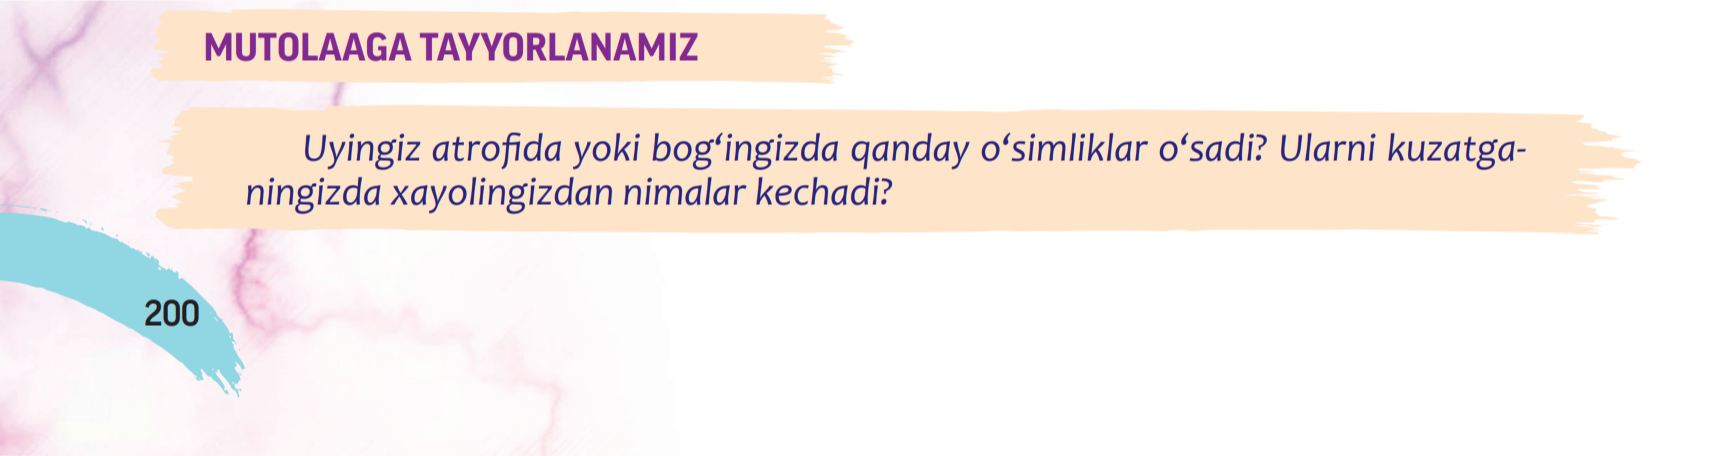 MUTOLAAGA TAYYORLANAMIZ
Uyingiz atrofida yoki bog‘ingizda qanday o‘simliklar o‘sadi? Ularni kuzatga-
ningizda xayolingizdan nimalar kechadi?
200